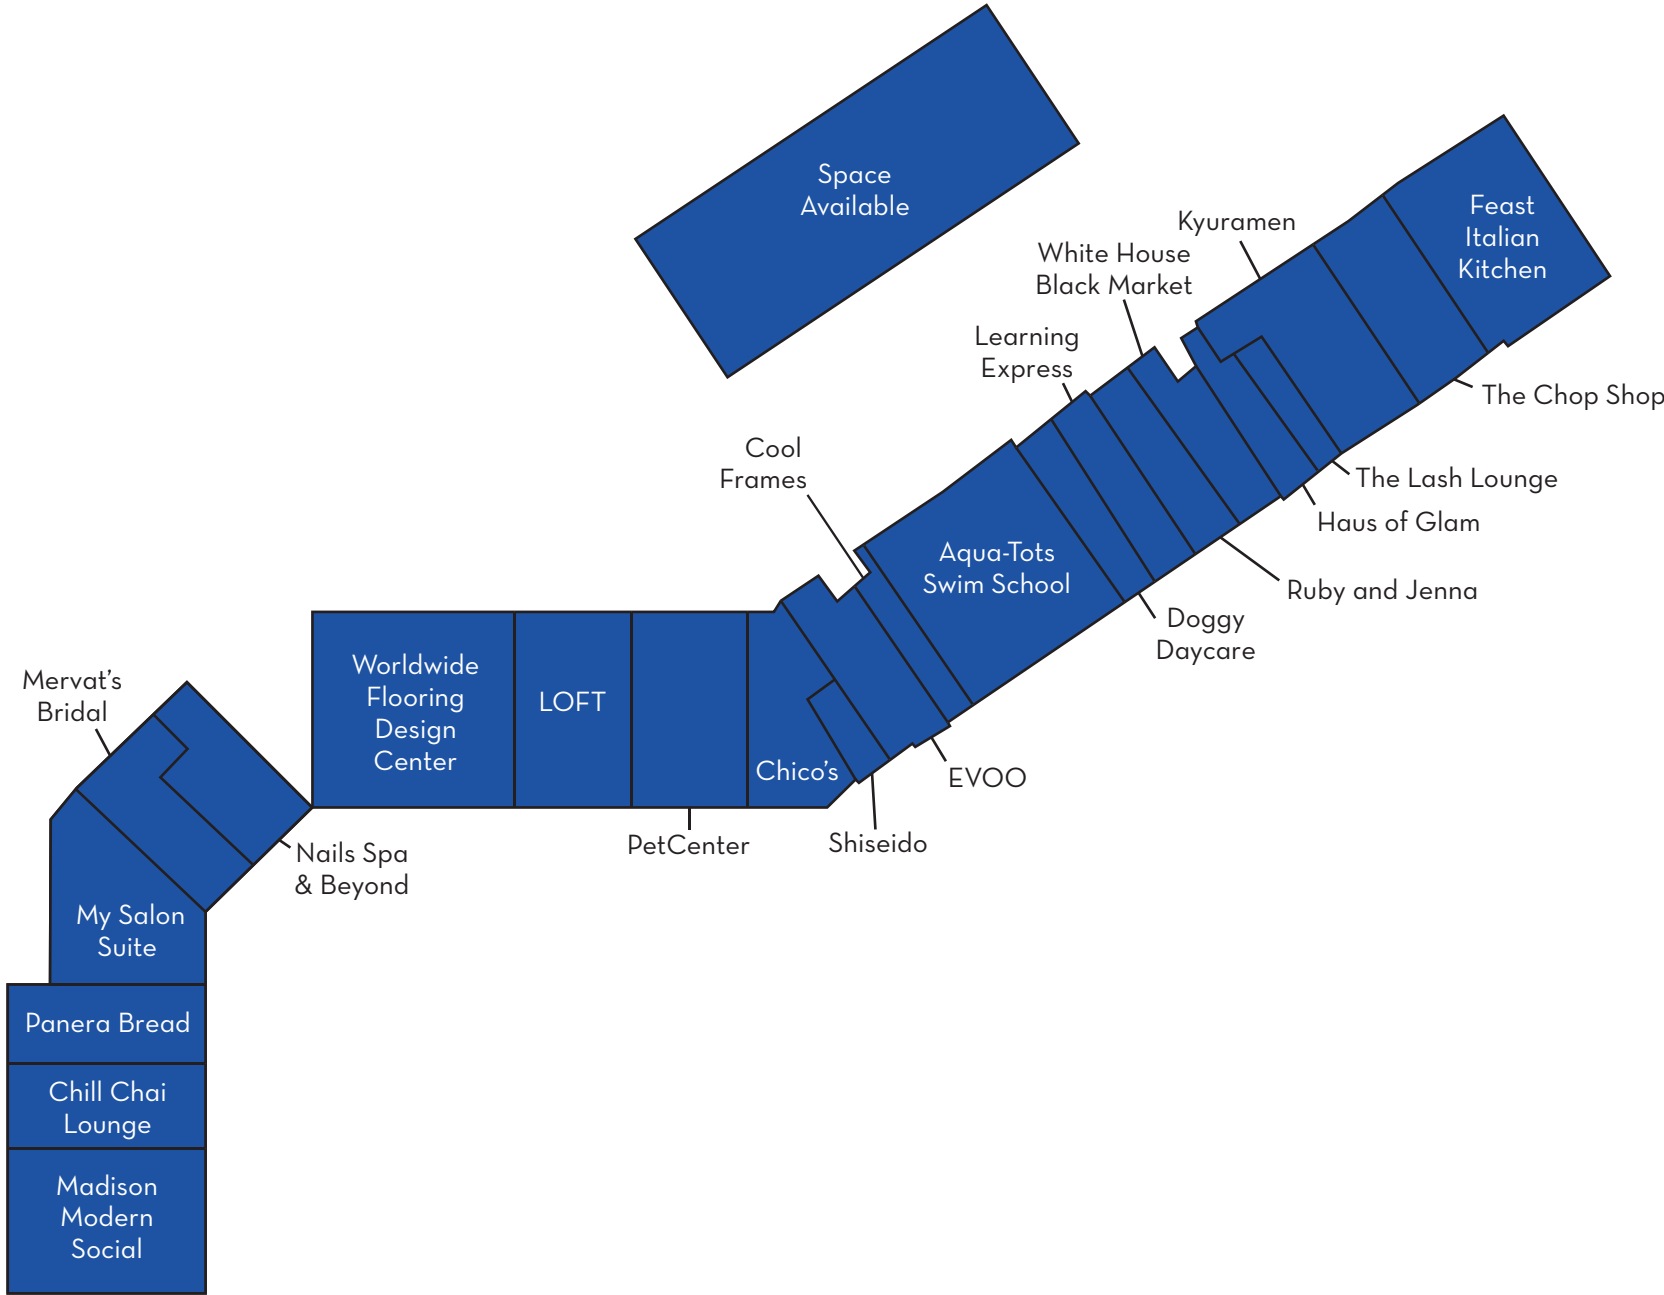 Space
Available
Feast
Italian
Kitchen
Kyuramen
White House
Black Market
Learning
Express
The Chop Shop
Cool
Frames
The Lash Lounge
Haus of Glam
Aqua-Tots
Swim School
Ruby and Jenna
Doggy
Daycare
Worldwide
Flooring
Design
Center
LOFT
Mervat's
Bridal
Chico's
EVOO
PetCenter
Shiseido
Nails Spa
& Beyond
My Salon
Suite
Panera Bread
Chill Chai
Lounge
Madison
Modern
Social